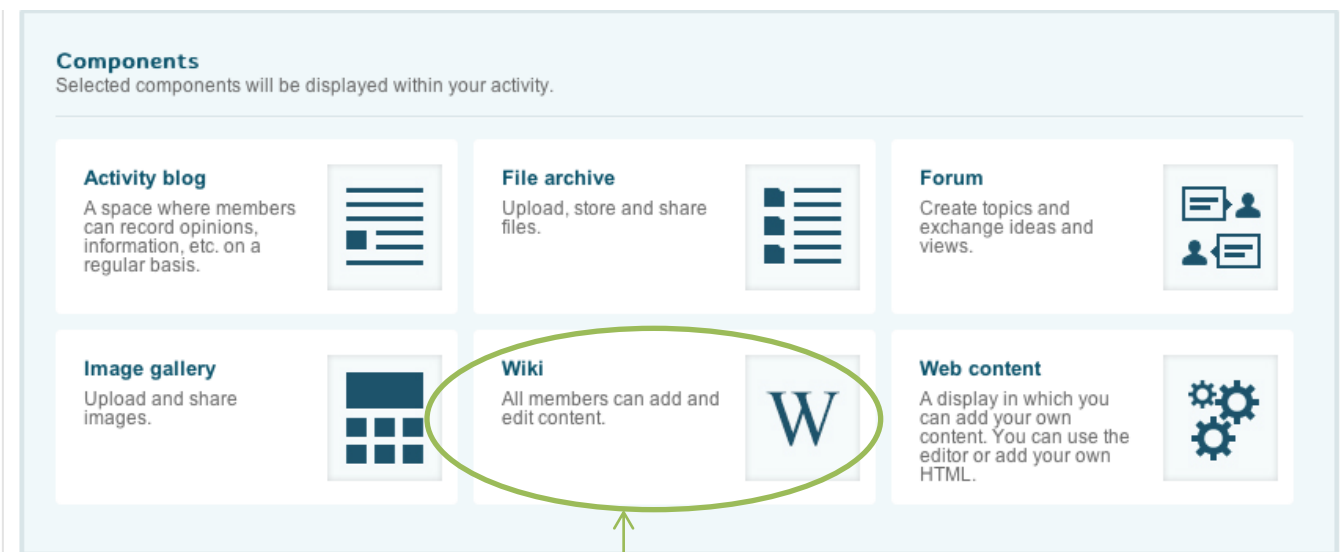 Components
Selected components will be displayed within your activity.
Activity blog
A space where members
can record opinions,
information, etc. on a
regular basis.
File archive
Upload, store and share
files.
Forum
Create topics and
exchange ideas and
views.
Image gallery
Upload and share
images.
Wiki
All members can add and
edit content.
W
Web content
A display in which you
can add your own
content. You can use the
editor or add your own
HTML.